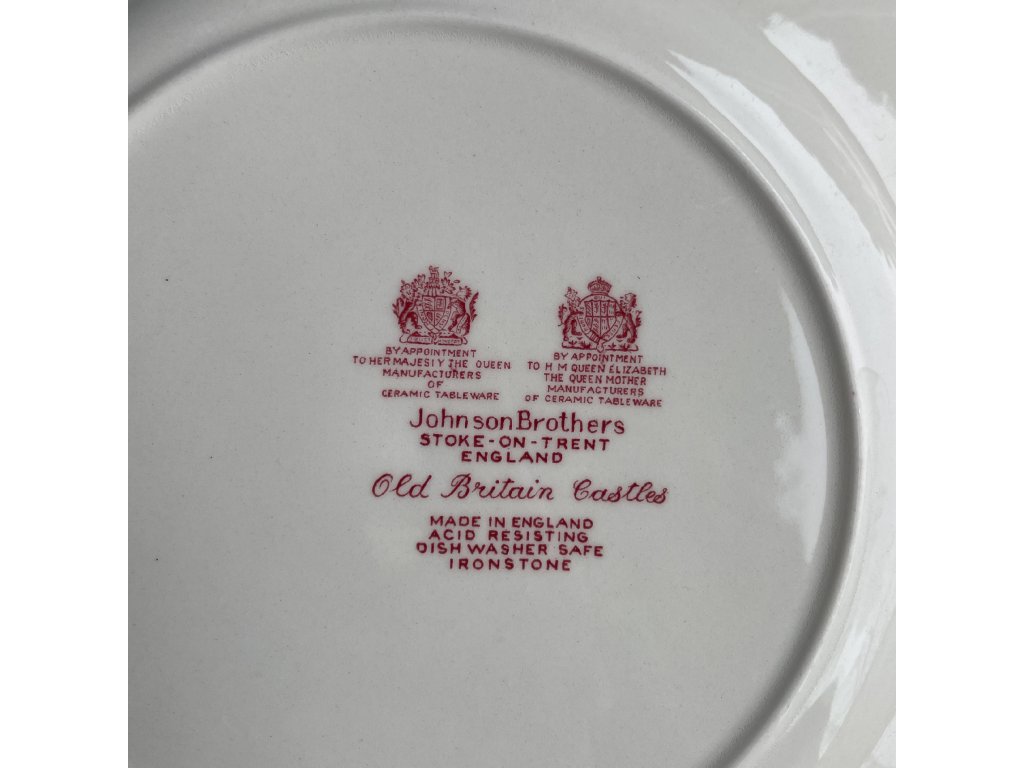 BY APPOINTMENT
TO HER MAJESTY THE QUEEN
MANUFACTURERS
OF
CERAMIC TABLEWARE
BY APPOINTMENT
TO H M QUEEN ELIZABETH
THE QUEEN MOTHER
MANUFACTURERS
OF CERAMIC TABLEWARE
Johnson Brothers
STOKE-ON-TRENT
ENGLAND
Old Britain Castles
MADE IN ENGLAND
ACID RESISTING
DISH WASHER SAFE
IRONSTONE